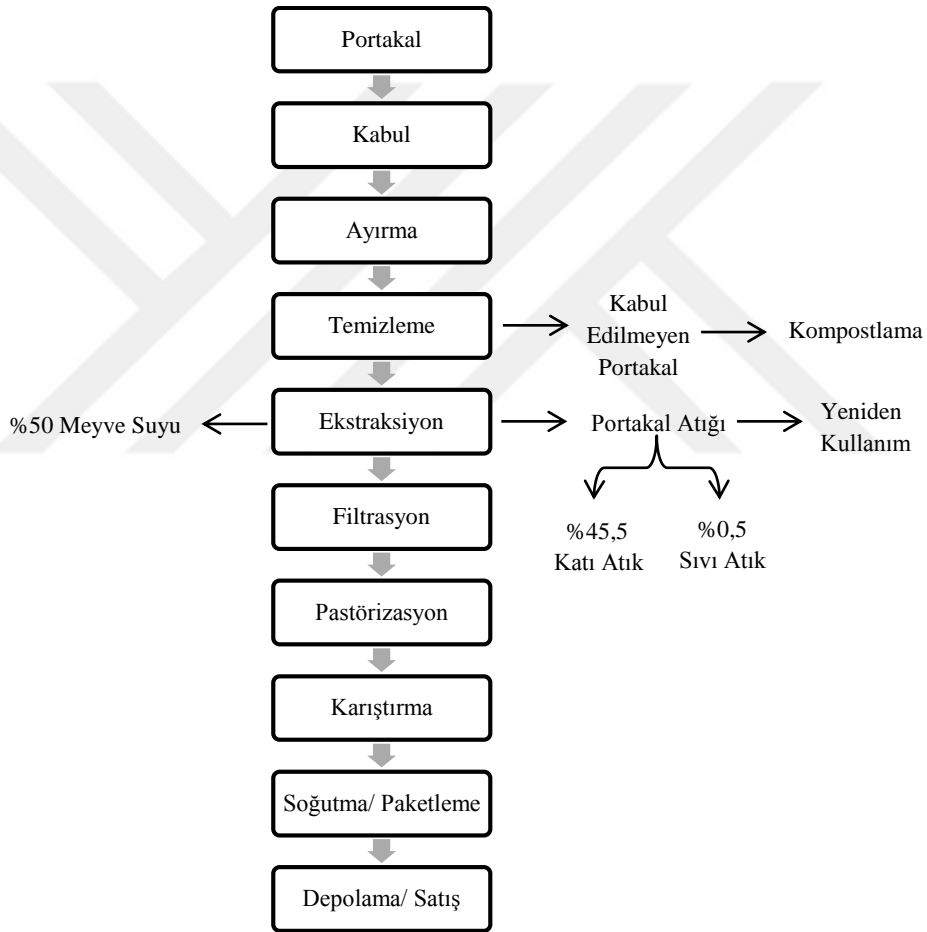 Portakal
Kabul
Ayırma
Temizleme
Kabul
Edilmeyen
Portakal
Kompostlama
%50 Meyve Suyu
Ekstraksiyon
Portakal Atığı
Yeniden
Kullanım
Filtrasyon
%45,5
Katı Atık
%0,5
Sıvı Atık
Pastörizasyon
Karıştırma
Soğutma/ Paketleme
Depolama/ Satış